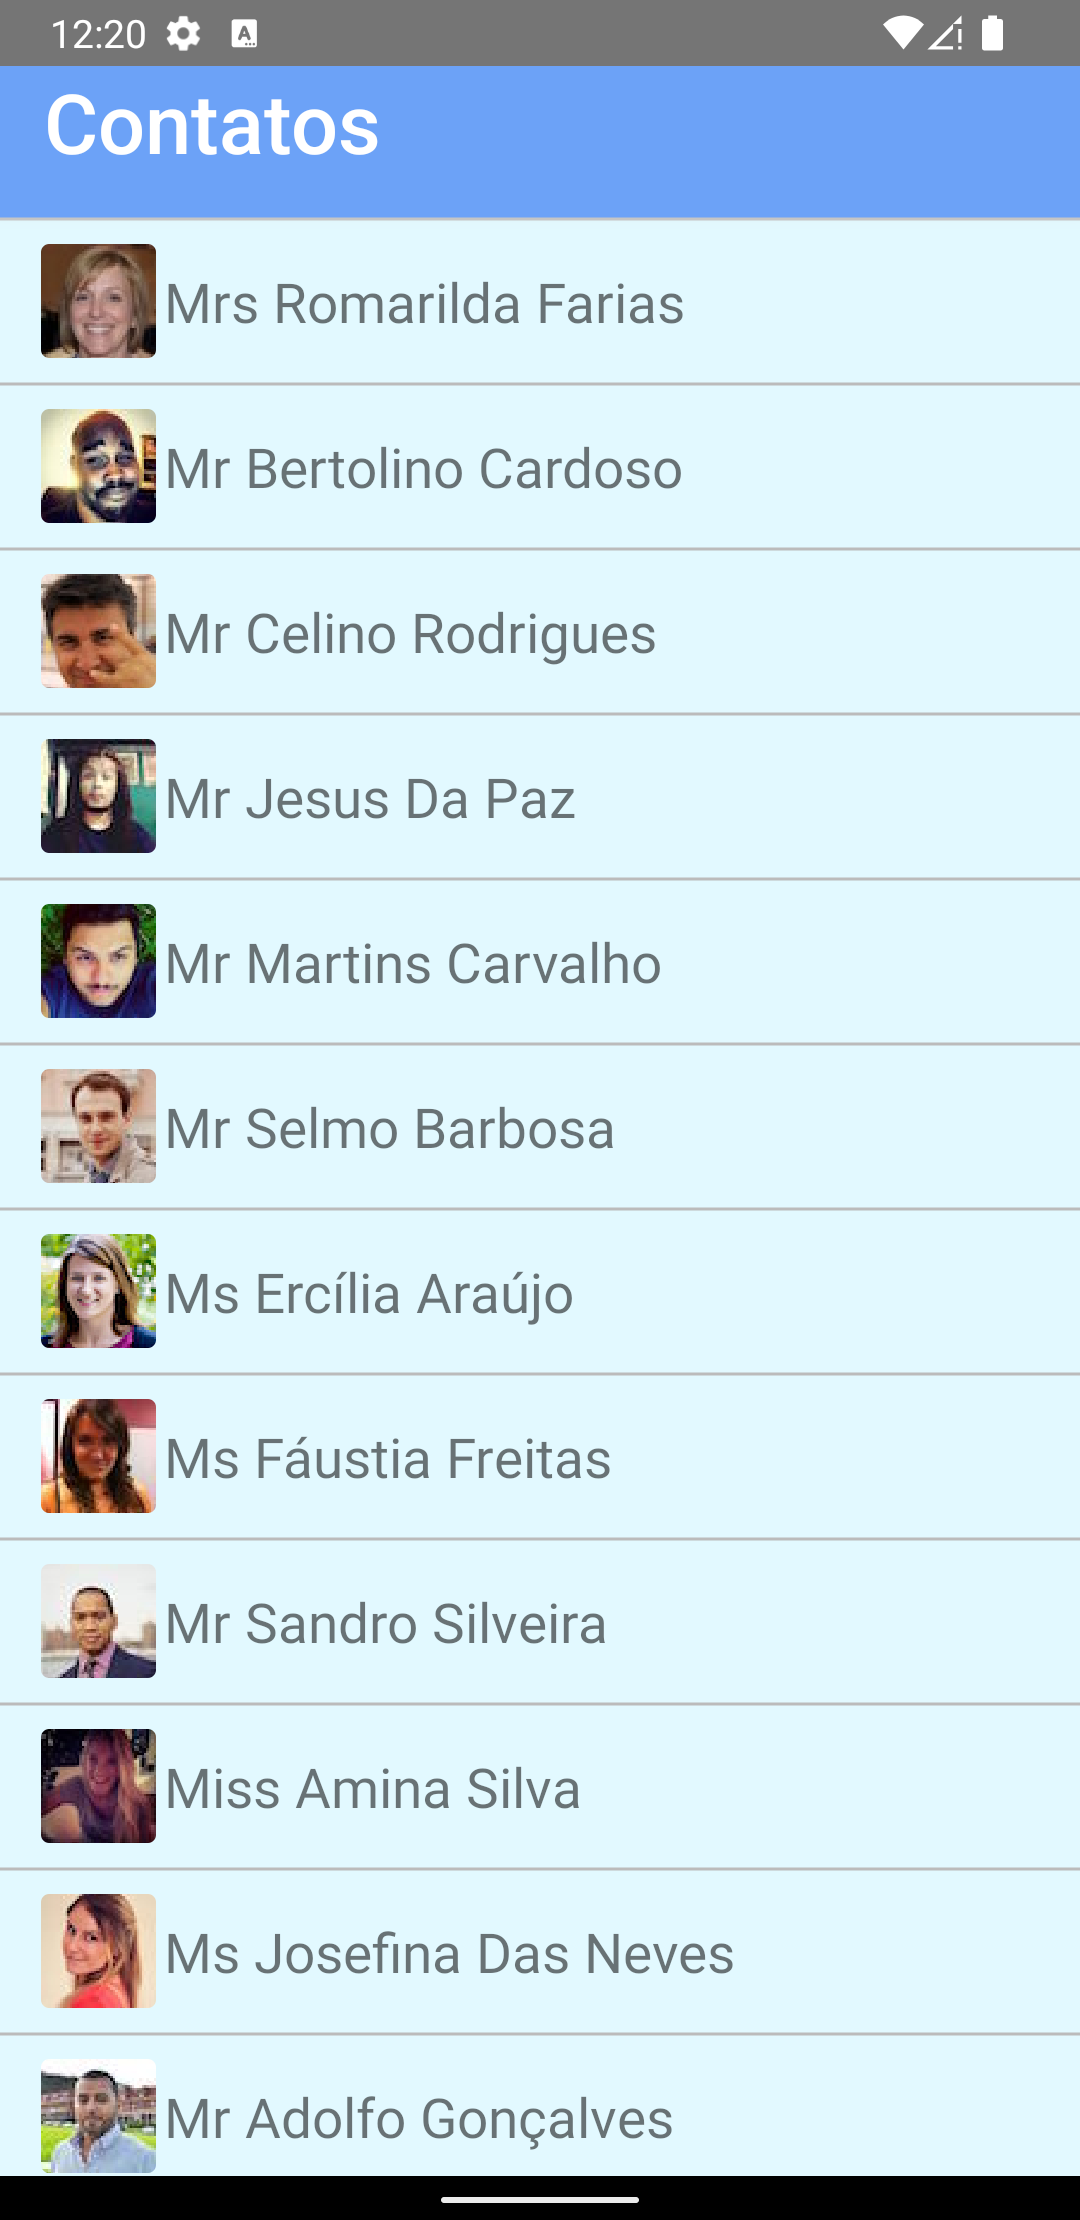 12:20
Contatos
Mrs Romarilda Farias
Mr Bertolino Cardoso
Mr Celino Rodrigues
Mr Jesus Da Paz
Mr Martins Carvalho
Mr Selmo Barbosa
Ms Ercília Araújo
Ms Fáustia Freitas
Mr Sandro Silveira
Miss Amina Silva
Ms Josefina Das Neves
Mr Adolfo Gonçalves